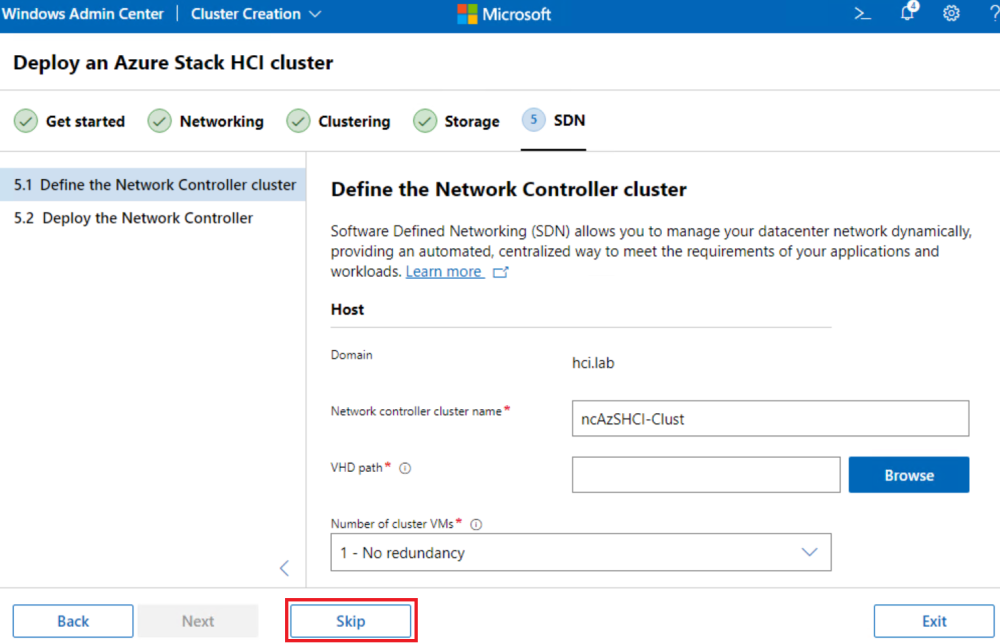 Windows Admin Center | Cluster Creation
Microsoft
4
?
Deploy an Azure Stack HCI cluster
Get started
Networking
Clustering
Storage
5 SDN
5.1 Define the Network Controller cluster
5.2 Deploy the Network Controller
Define the Network Controller cluster
Software Defined Networking (SDN) allows you to manage your datacenter network dynamically,
providing an automated, centralized way to meet the requirements of your applications and
workloads. Learn more
Host
Domain
hci.lab
Network controller cluster name*
ncAzSHCI-Clust
VHD path*
Browse
Number of cluster VMs*
1 - No redundancy
Back
Next
Skip
Exit